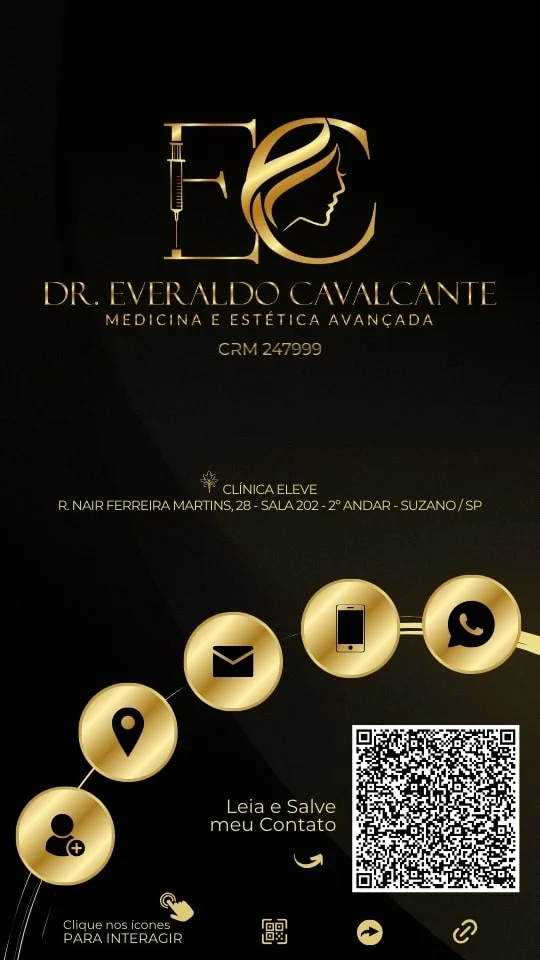 EC
DR. EVERALDO CAVALCANTE
MEDICINA E ESTÉTICA AVANÇADA
CRM 247999
CLÍNICA ELEVE
R. NAIR FERREIRA MARTINS, 28 - SALA 202 - 2º ANDAR - SUZANO / SP
Leia e Salve
meu Contato
Clique nos ícones
PARA INTERAGIR